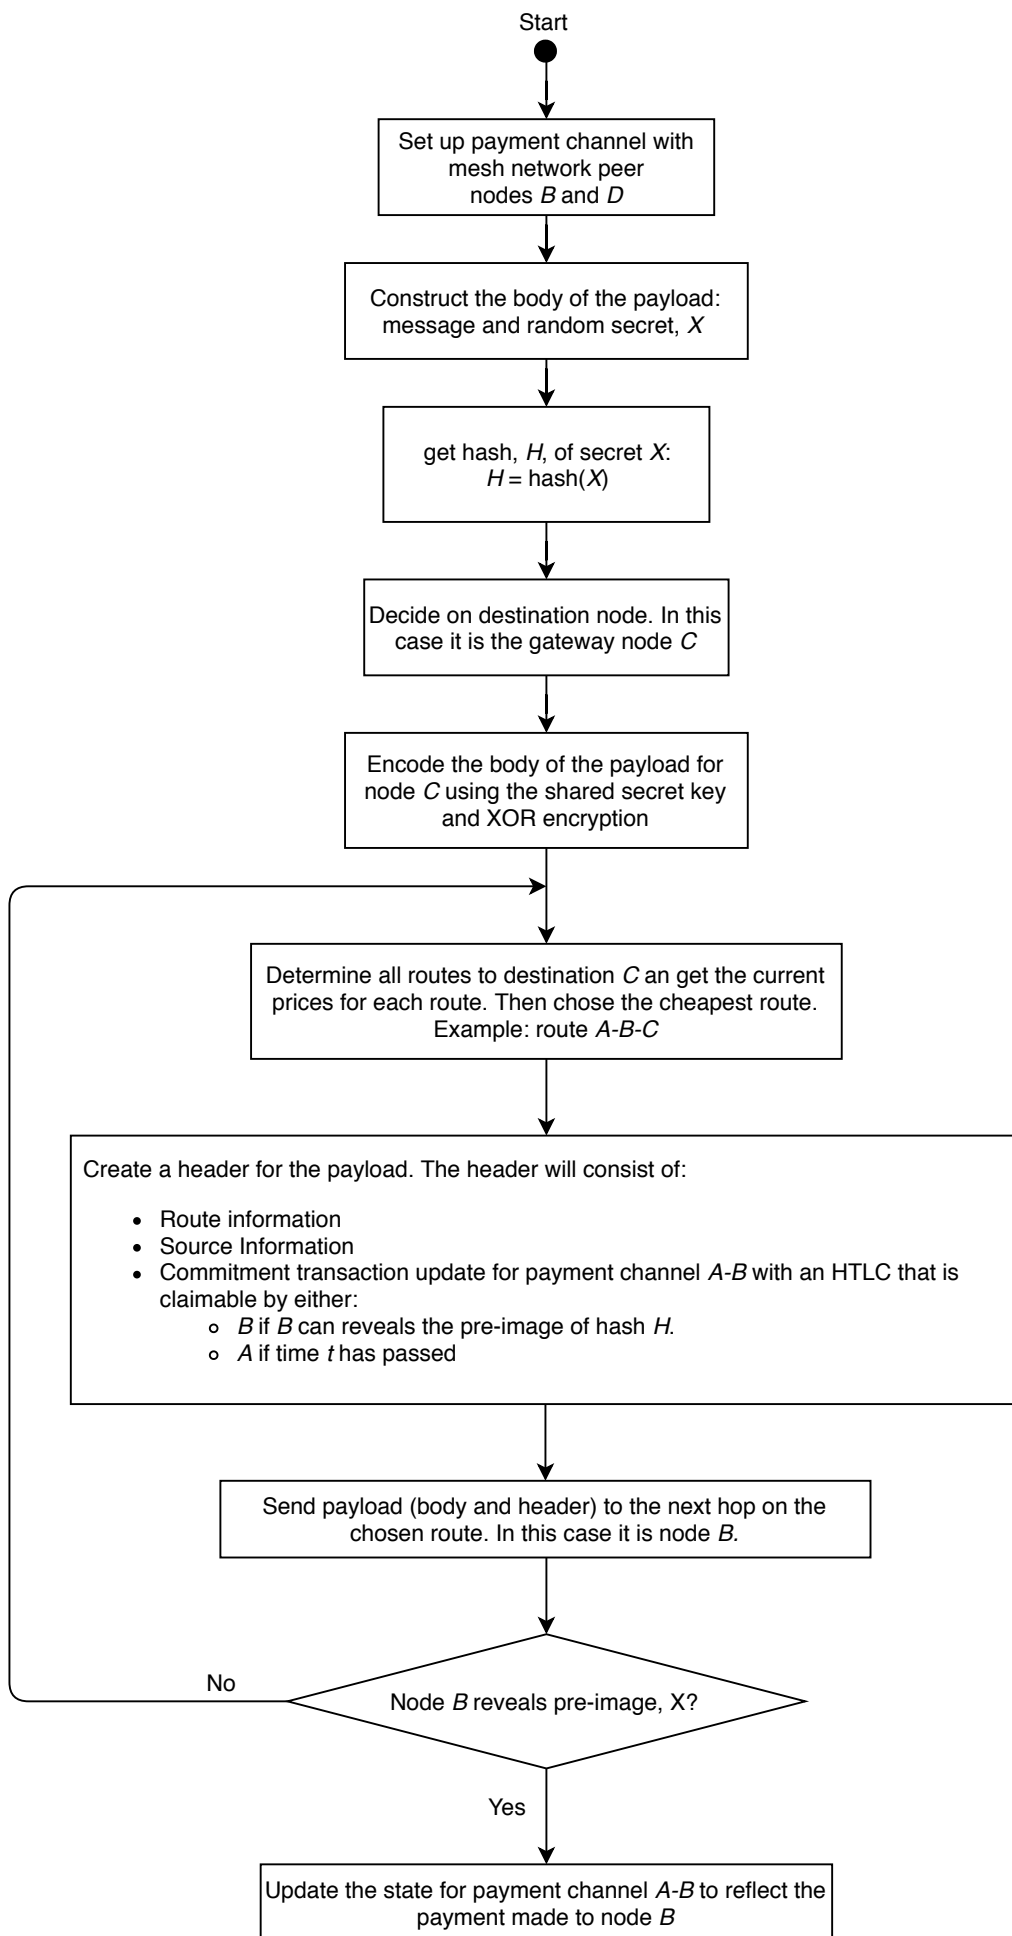 Start
Set up payment channel with
mesh network peer
nodes B and D
Construct the body of the payload:
message and random secret, X
get hash, H, of secret X:
H = hash(X)
Decide on destination node. In this
case it is the gateway node C
Encode the body of the payload for
node C using the shared secret key
and XOR encryption
Determine all routes to destination C an get the current
prices for each route. Then chose the cheapest route.
Example: route A-B-C
Create a header for the payload. The header will consist of:
• Route information
• Source Information
• Commitment transaction update for payment channel A-B with an HTLC that is
claimable by either:
○ B if B can reveals the pre-image of hash H.
○ A if time t has passed
Send payload (body and header) to the next hop on the
chosen route. In this case it is node B.
No
Node B reveals pre-image, X?
Yes
Update the state for payment channel A-B to reflect the
payment made to node B